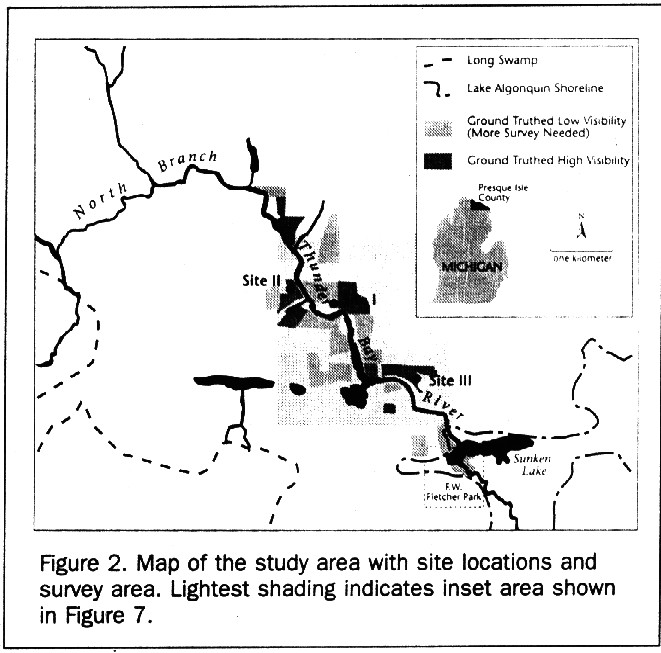 Long Swamp
Lake Algonquin Shoreline
Ground Truthed Low Visibility
(More Survey Needed)
Ground Truthed High Visibility
Presque Isle
County
MICHIGAN
N
one kilometer
North Branch
Thunder Bay River
Site II
I
Site III
Sunken
Lake
F.W.
Fletcher Park
Figure 2. Map of the study area with site locations and
survey area. Lightest shading indicates inset area shown
in Figure 7.